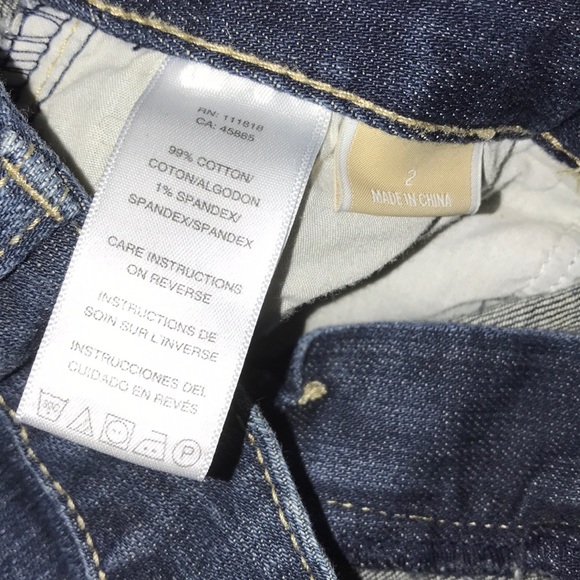 RN: 111818
CA: 45865
99% COTTON/
COTON/ALGODON
1% SPANDEX/
SPANDEX/SPANDEX
CARE INSTRUCTIONS
ON REVERSE
INSTRUCTIONS DE
SOIN SUR L'INVERSE
INSTRUCCIONES DEL
CUIDADO EN REVÉS
P
2
MADE IN CHINA